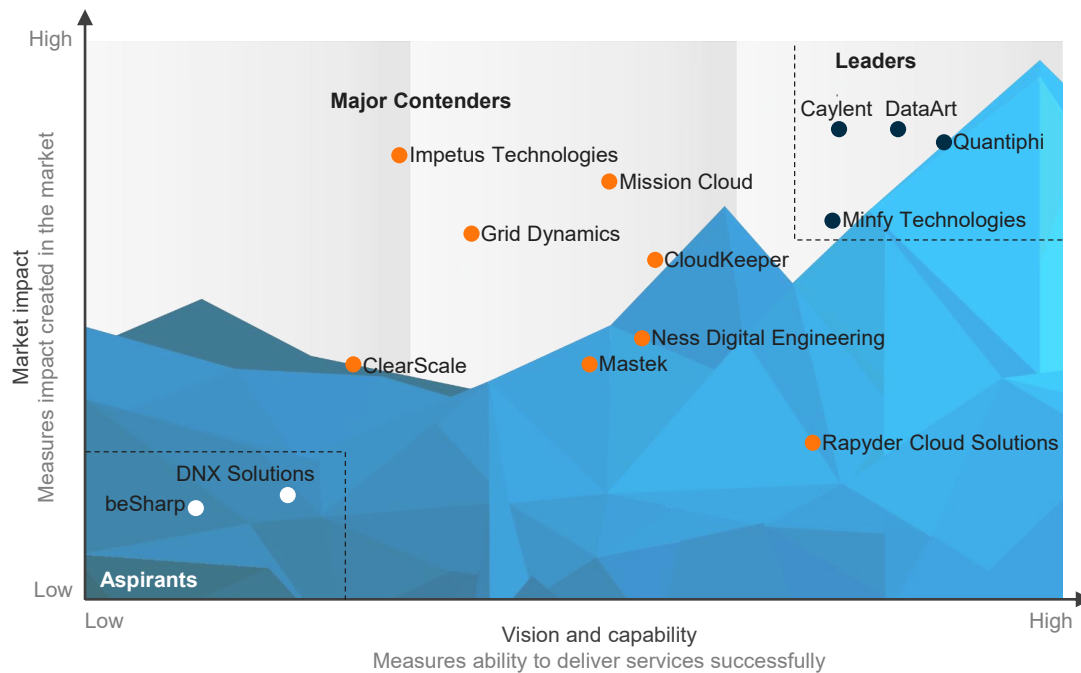 High
Leaders
Major Contenders
Caylent
DataArt
Quantiphi
Impetus Technologies
Mission Cloud
Minfy Technologies
Grid Dynamics
CloudKeeper
Ness Digital Engineering
ClearScale
Mastek
Rapyder Cloud Solutions
DNX Solutions
beSharp
Aspirants
Low
Market impact
Measures impact created in the market
Low
High
Vision and capability
Measures ability to deliver services successfully